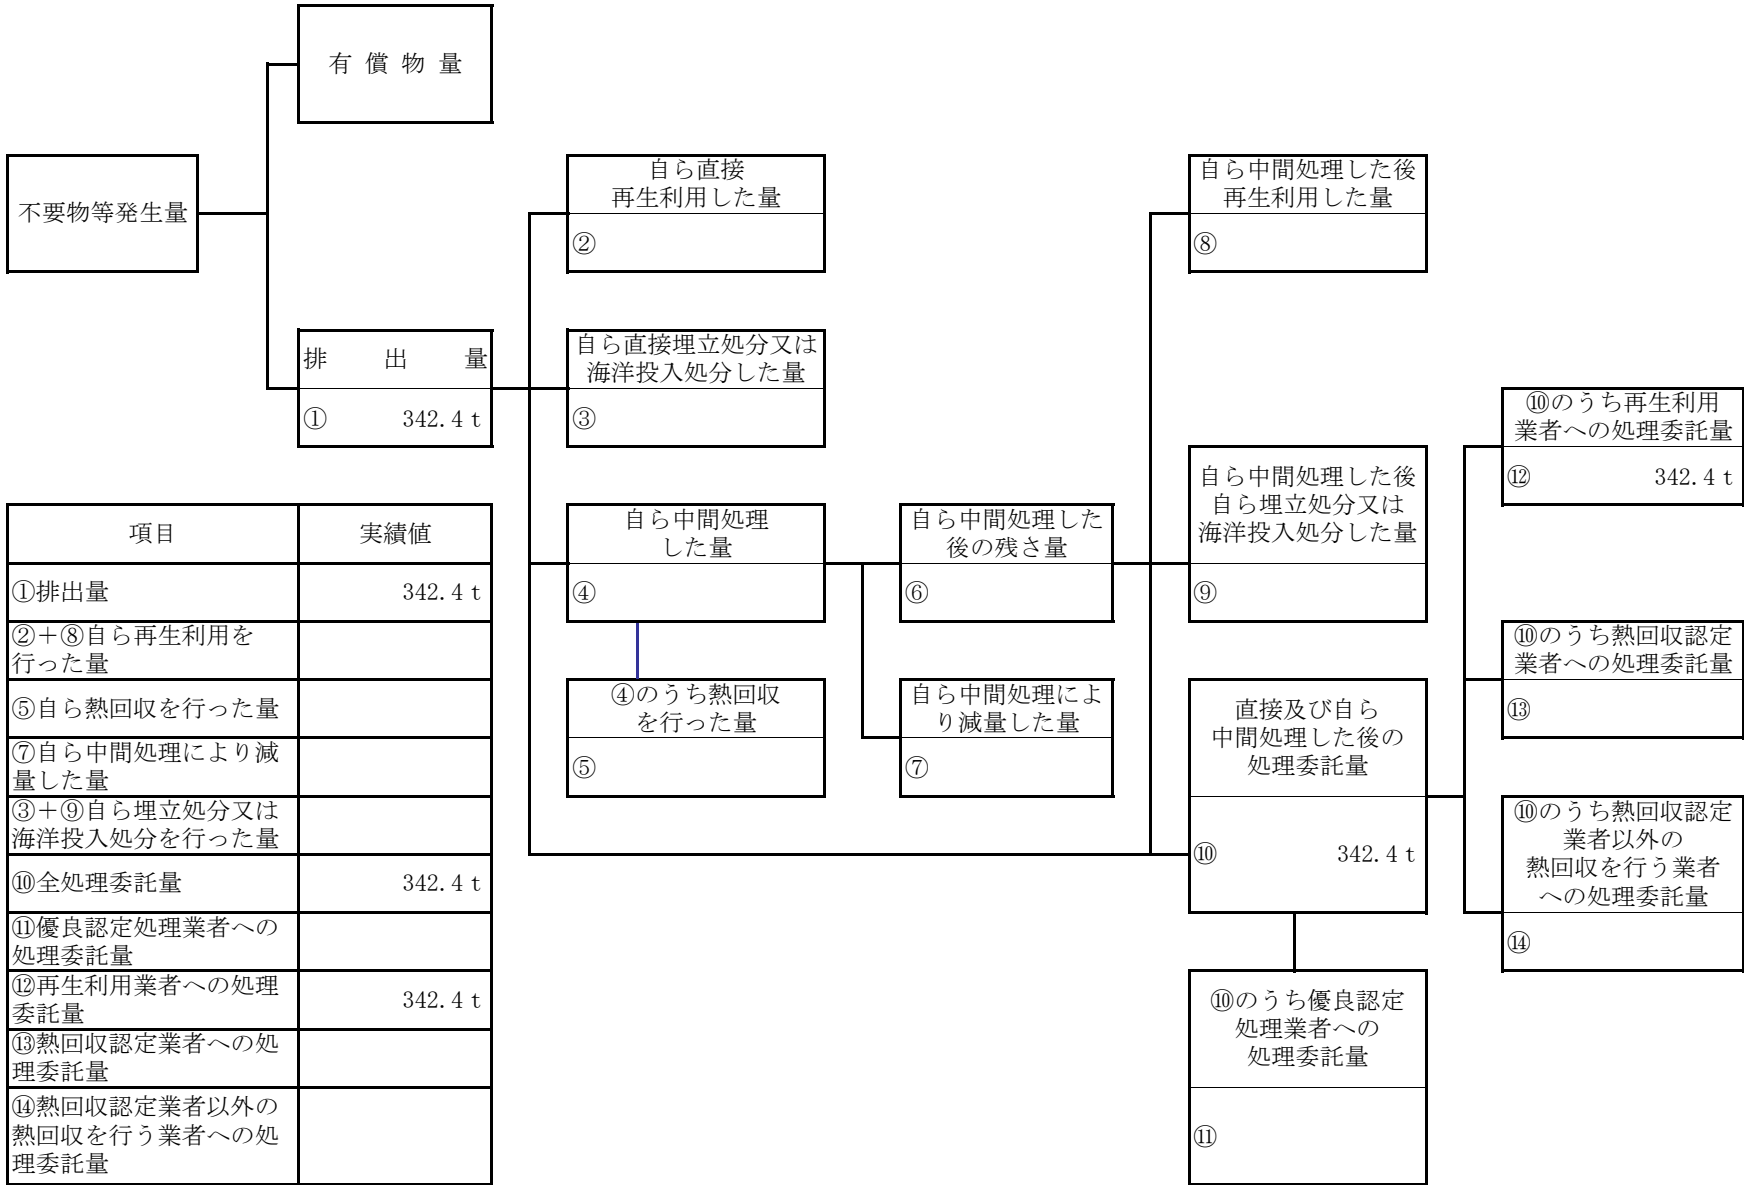 有 償 物 量
不要物等発生量
自ら直接
再生利用した量
②
自ら中間処理した後
再生利用した量
⑧
排 出 量
① 342.4 t
自ら直接埋立処分又は
海洋投入処分した量
③
⑩のうち再生利用
業者への処理委託量
⑫ 342.4 t
自ら中間処理した後
自ら埋立処分又は
海洋投入処分した量
⑨
自ら中間処理
した量
④
自ら中間処理した
後の残さ量
⑥
⑩のうち熱回収認定
業者への処理委託量
⑬
④のうち熱回収
を行った量
⑤
自ら中間処理によ
り減量した量
⑦
直接及び自ら
中間処理した後の
処理委託量
⑩ 342.4 t
⑩のうち熱回収認定
業者以外の
熱回収を行う業者
への処理委託量
⑭
⑩のうち優良認定
処理業者への
処理委託量
⑪
項目 実績値
①排出量 342.4 t
②＋⑧自ら再生利用を
行った量
⑤自ら熱回収を行った量
⑦自ら中間処理により減
量した量
③＋⑨自ら埋立処分又は
海洋投入処分を行った量
⑩全処理委託量 342.4 t
⑪優良認定処理業者への
処理委託量
⑫再生利用業者への処理
委託量 342.4 t
⑬熱回収認定業者への処
理委託量
⑭熱回収認定業者以外の
熱回収を行う業者への処
理委託量